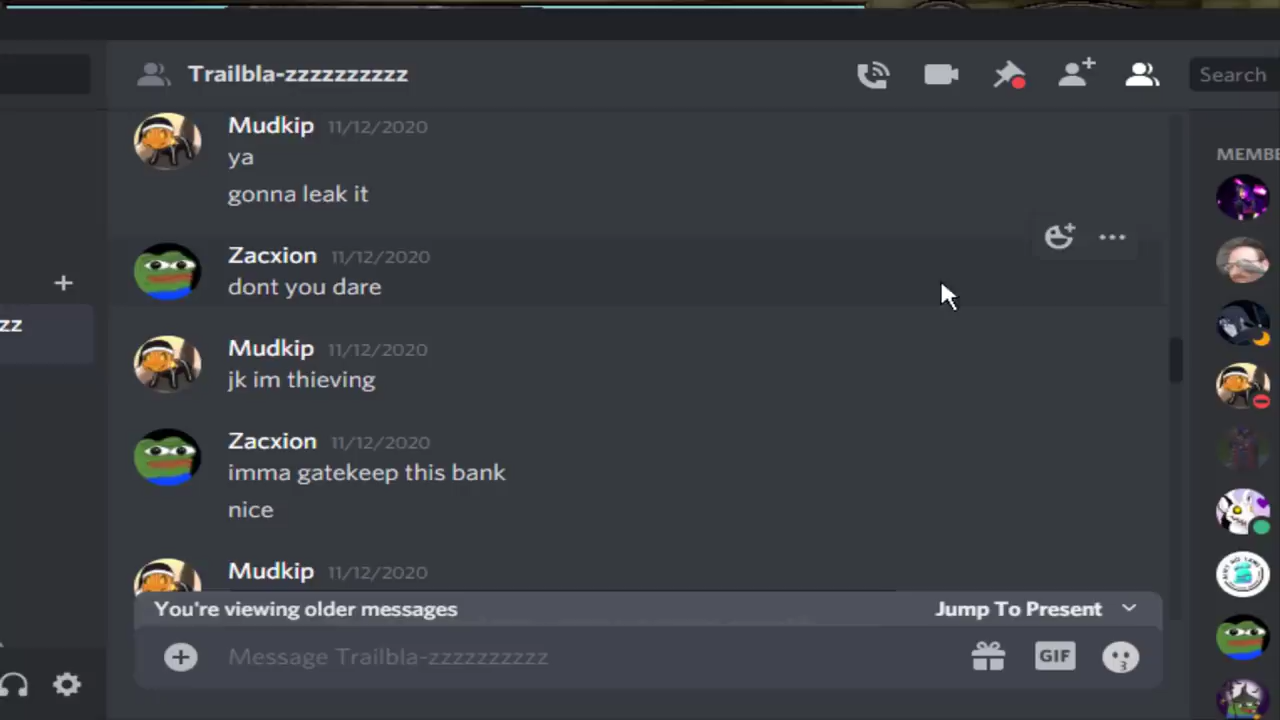 Trailbla-zzzzzzzzzz
Search
Mudkip 11/12/2020
ya
gonna leak it
MEMBE
Zacxion 11/12/2020
dont you dare
zz
Mudkip 11/12/2020
jk im thieving
Zacxion 11/12/2020
imma gatekeep this bank
nice
Mudkip 11/12/2020
You're viewing older messages
Jump To Present
Message Trailbla-zzzzzzzzzz
GIF